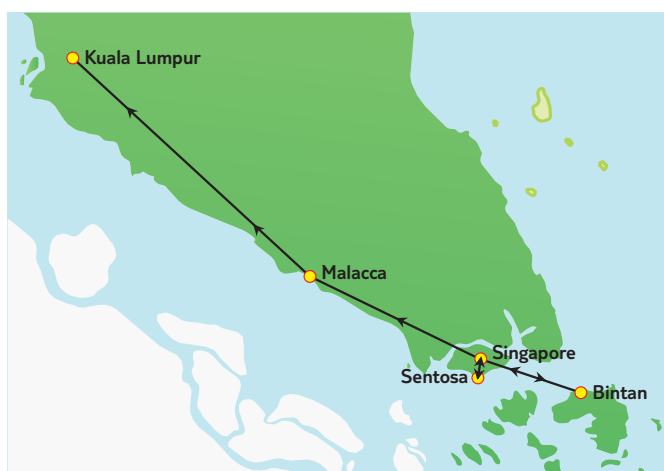 Kuala Lumpur
Malacca
Singapore
Sentosa
Bintan